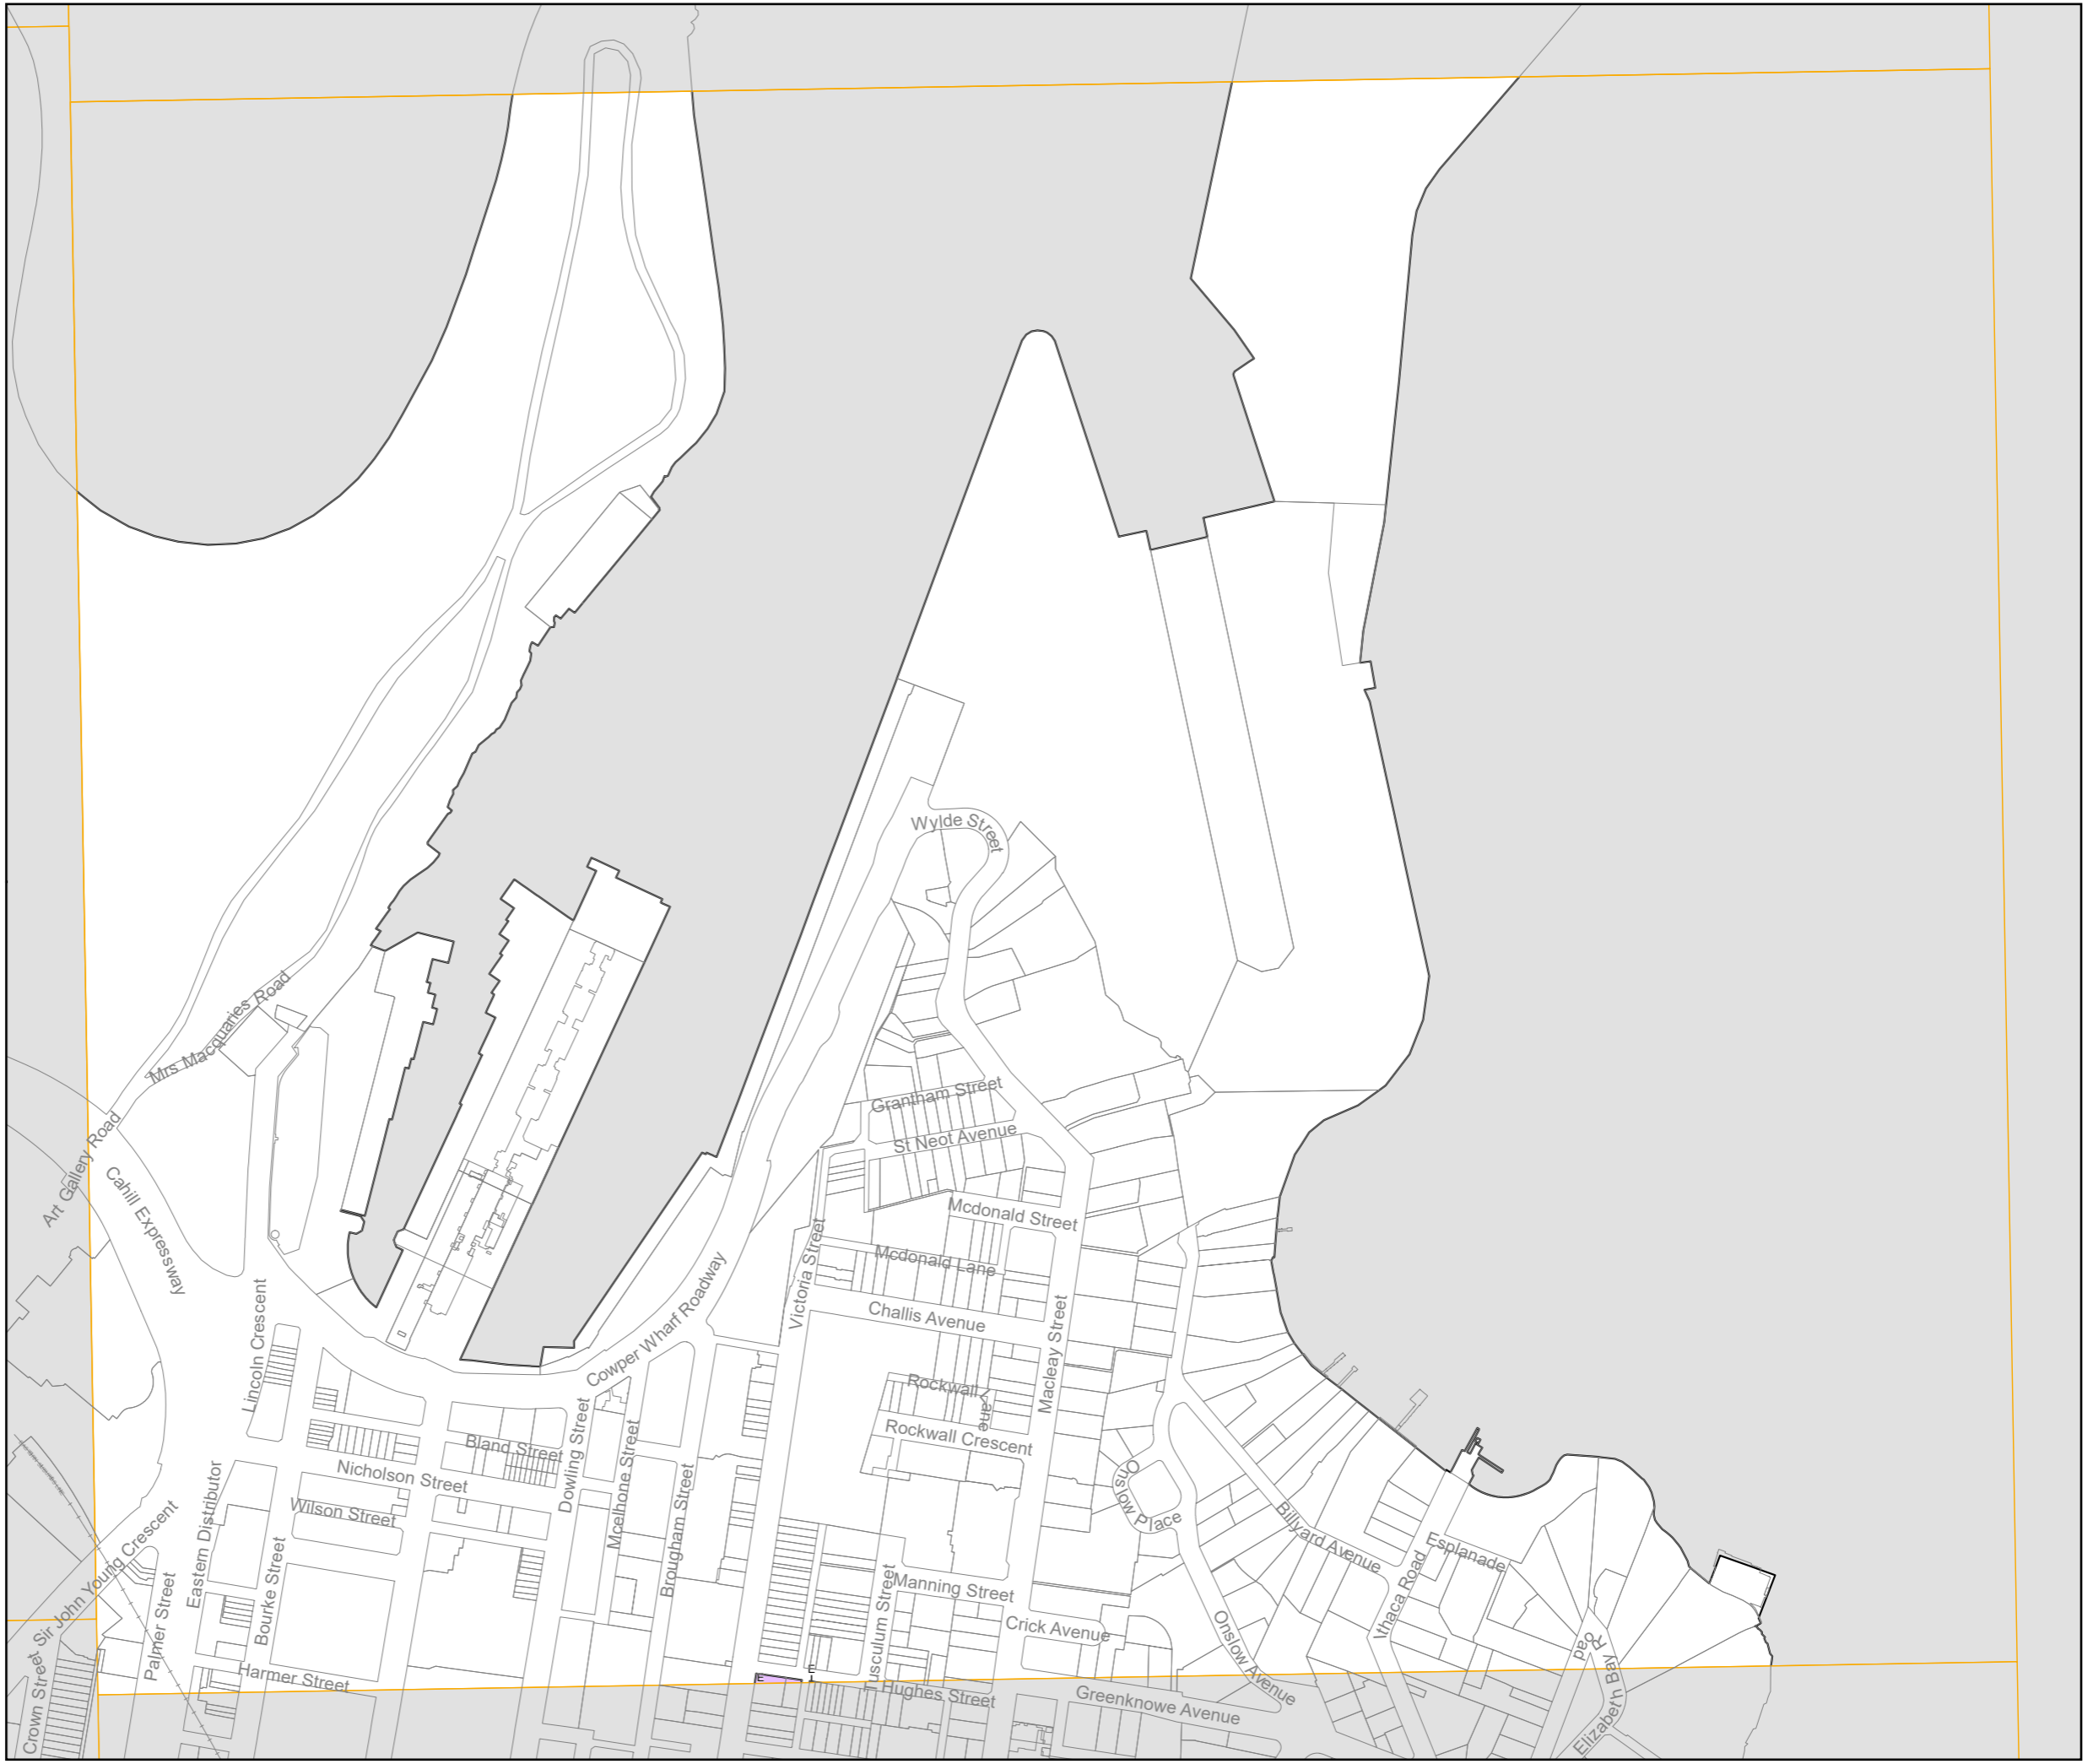 Wylde Street
Mrs Macquaries Road
Grantham Street
St Neot Avenue
Art Gallery Road
Cahill Expressway
Mcdonald Street
Mcdonald Lane
Victoria Street
Challis Avenue
Cowper Wharf Roadway
Lincoln Crescent
Macleay Street
Rockwall Lane
Rockwall Crescent
Bland Street
Dowling Street
Mcelhone Street
Nicholson Street
Wilson Street
Brougham Street
Onslow Place
Billyard Avenue
Esplanade
Eastern Distributor
Sir John Young Crescent
Bourke Street
Palmer Street
Ithaca Road
Manning Street
Tusculum Street
Crick Avenue
Onslow Avenue
Elizabeth Bay Road
Harmer Street
E
E
Hughes Street
Greenknowe Avenue
Crown Street